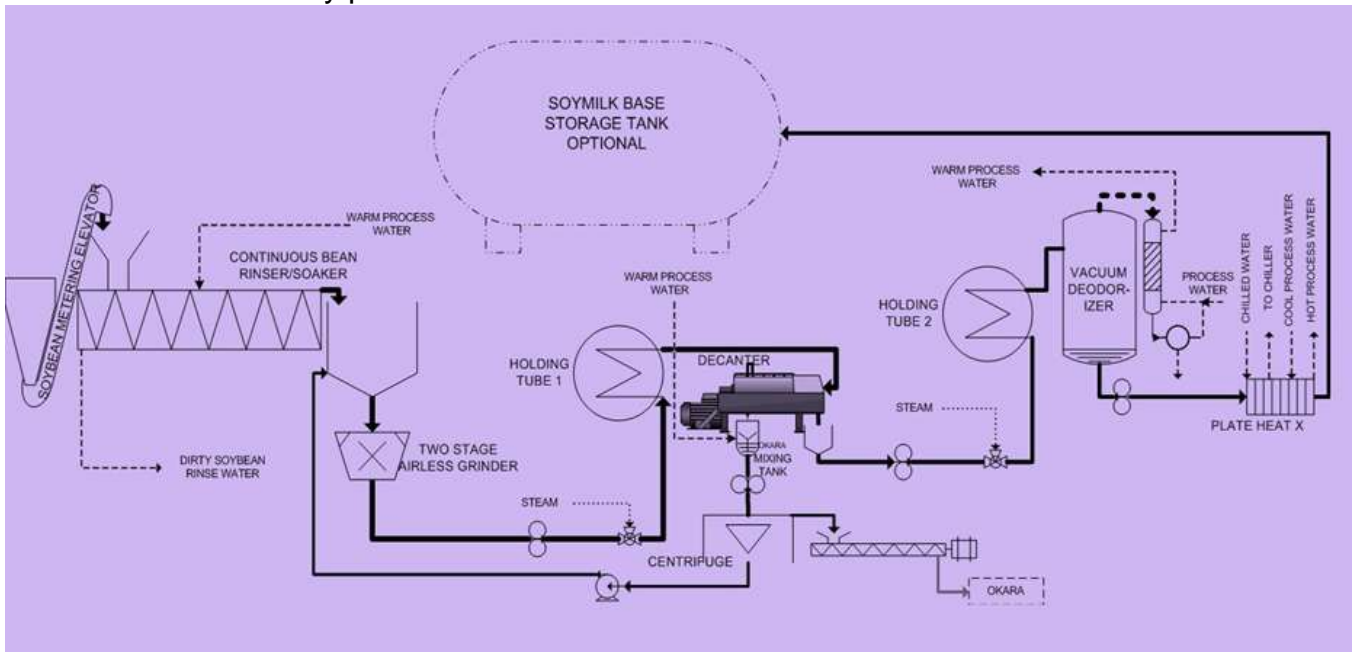 SOYMILK BASE
STORAGE TANK
OPTIONAL
SOYBEAN METERING ELEVATOR
WARM PROCESS
WATER
CONTINUOUS BEAN
RINSER/SOAKER
DIRTY SOYBEAN
RINSE WATER
TWO STAGE
AIRLESS GRINDER
STEAM
HOLDING
TUBE 1
WARM PROCESS
WATER
DECANTER
OKARA
MIXING
TANK
CENTRIFUGE
OKARA
STEAM
HOLDING
TUBE 2
WARM PROCESS
WATER
VACUUM
DEODOR-
IZER
PROCESS
WATER
CHILLED WATER
TO CHILLER
COOL PROCESS WATER
HOT PROCESS WATER
PLATE HEAT X